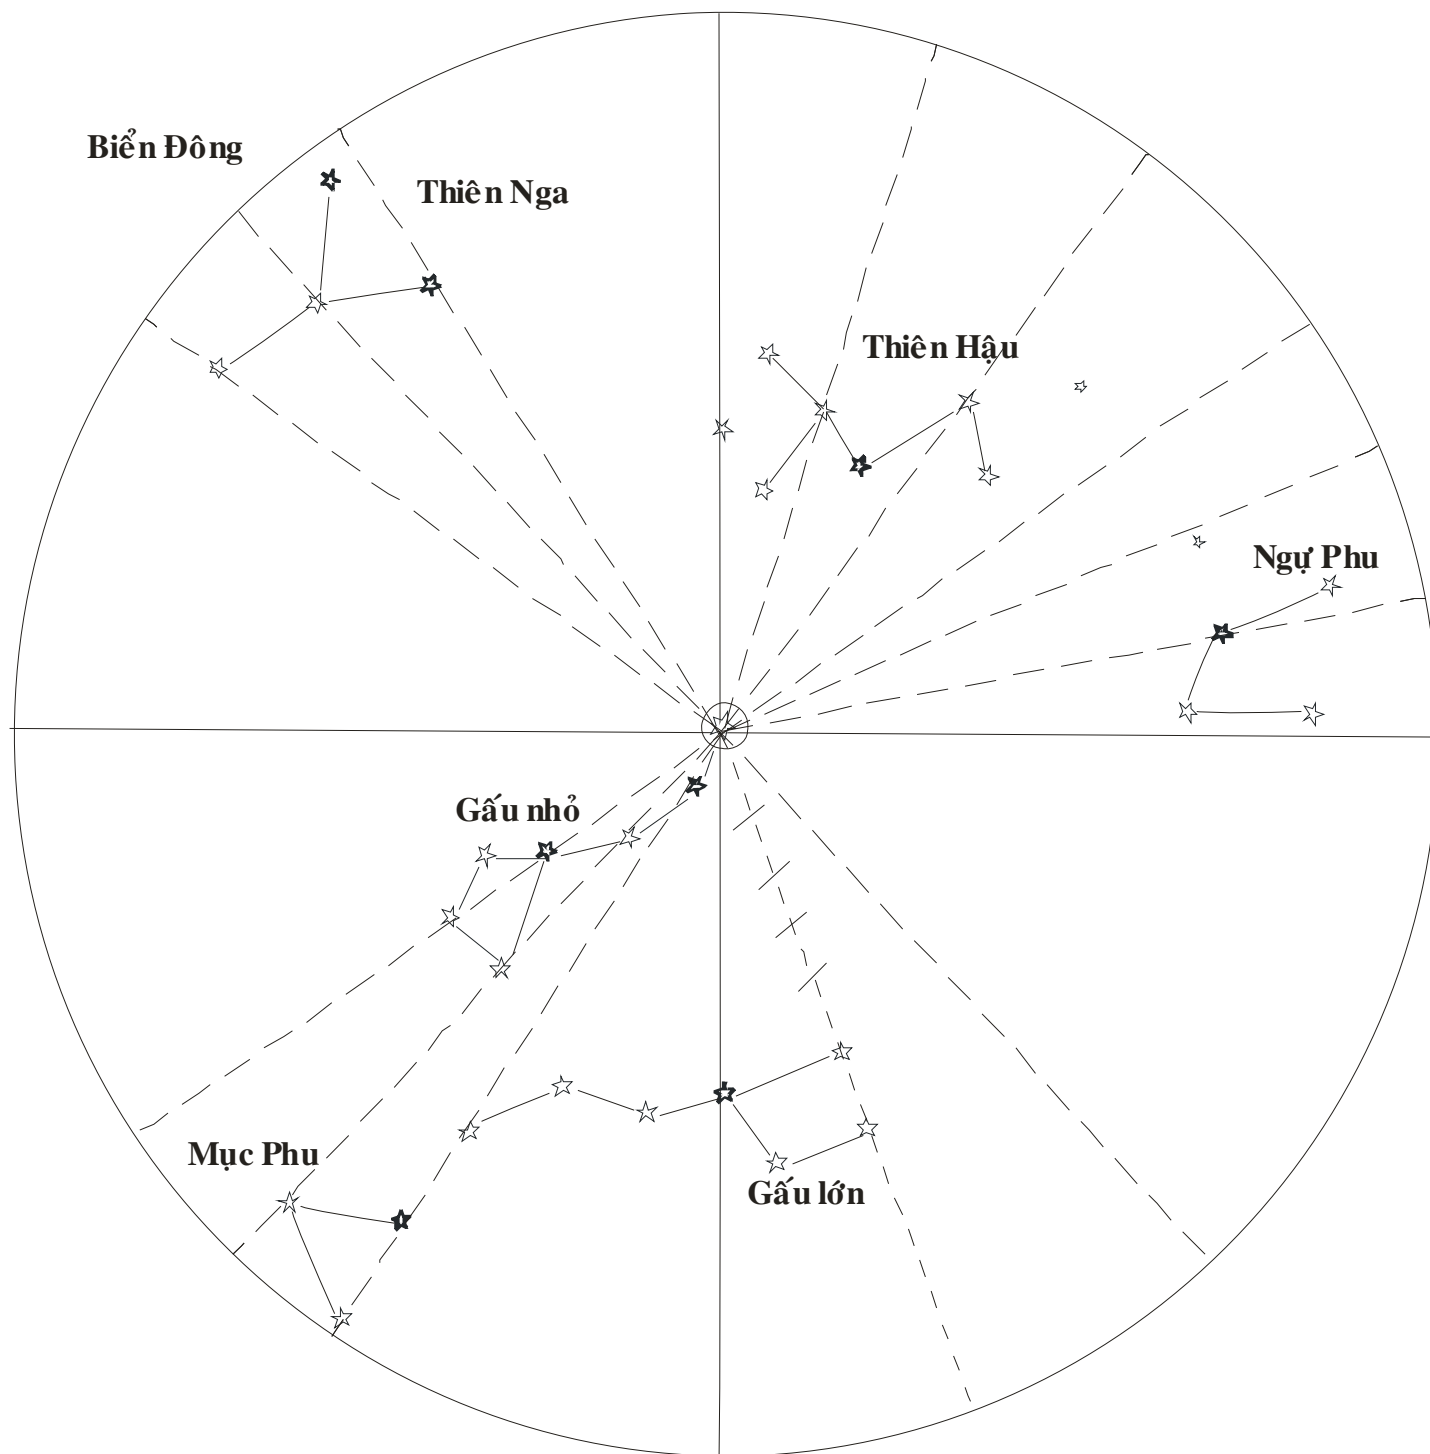 Biển Đông
Thiên Nga
Thiên Hậu
Ngự Phu
Gấu nhỏ
Mục Phu
Gấu lớn